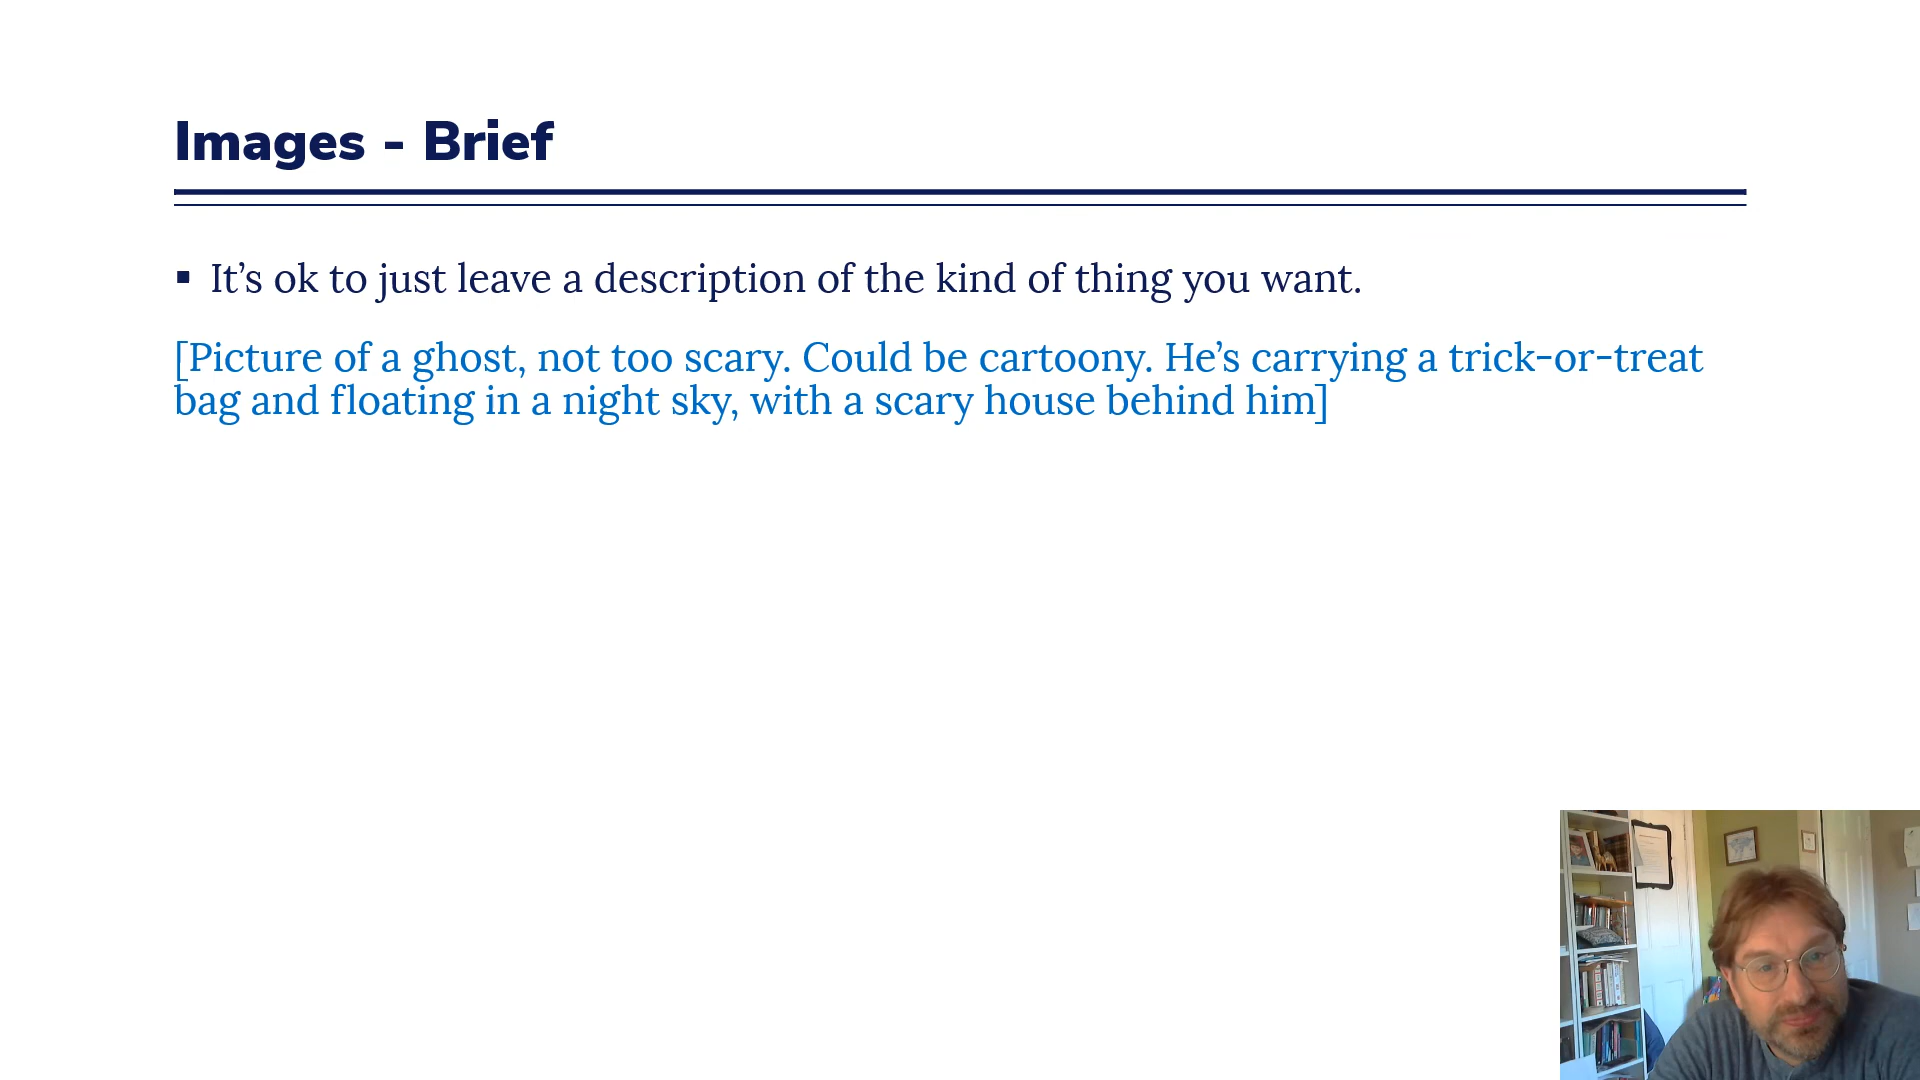 Images - Brief
▪ It’s ok to just leave a description of the kind of thing you want.
[Picture of a ghost, not too scary. Could be cartoony. He’s carrying a trick-or-treat
bag and floating in a night sky, with a scary house behind him]